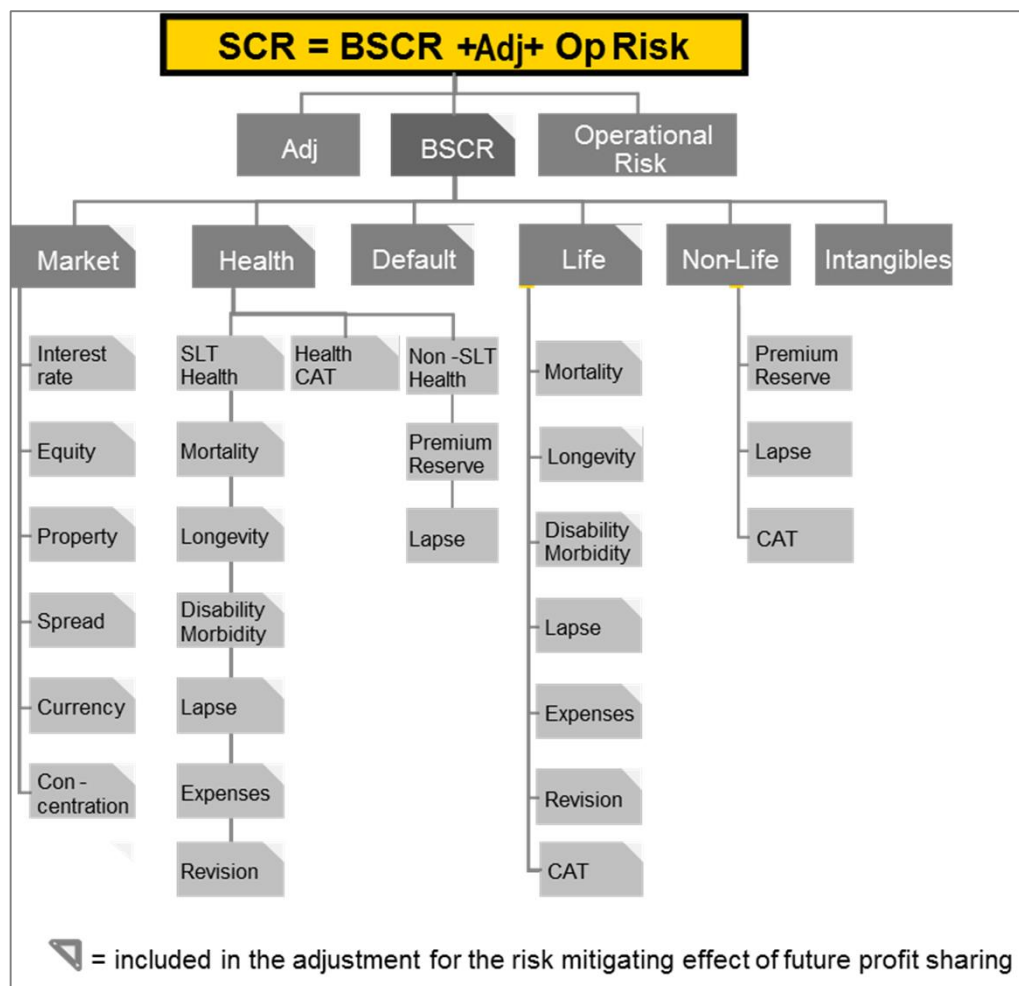 SCR = BSCR +Adj+ Op Risk
Adj
BSCR
Operational
Risk
Market
Health
Default
Life
Non-Life
Intangibles
Interest
rate
Equity
Property
Spread
Currency
Con -
centration
SLT
Health
Mortality
Longevity
Disability
Morbidity
Lapse
Expenses
Revision
Health
CAT
Non -SLT
Health
Premium
Reserve
Lapse
Mortality
Longevity
Disability
Morbidity
Lapse
Expenses
Revision
CAT
Premium
Reserve
Lapse
CAT
= included in the adjustment for the risk mitigating effect of future profit sharing